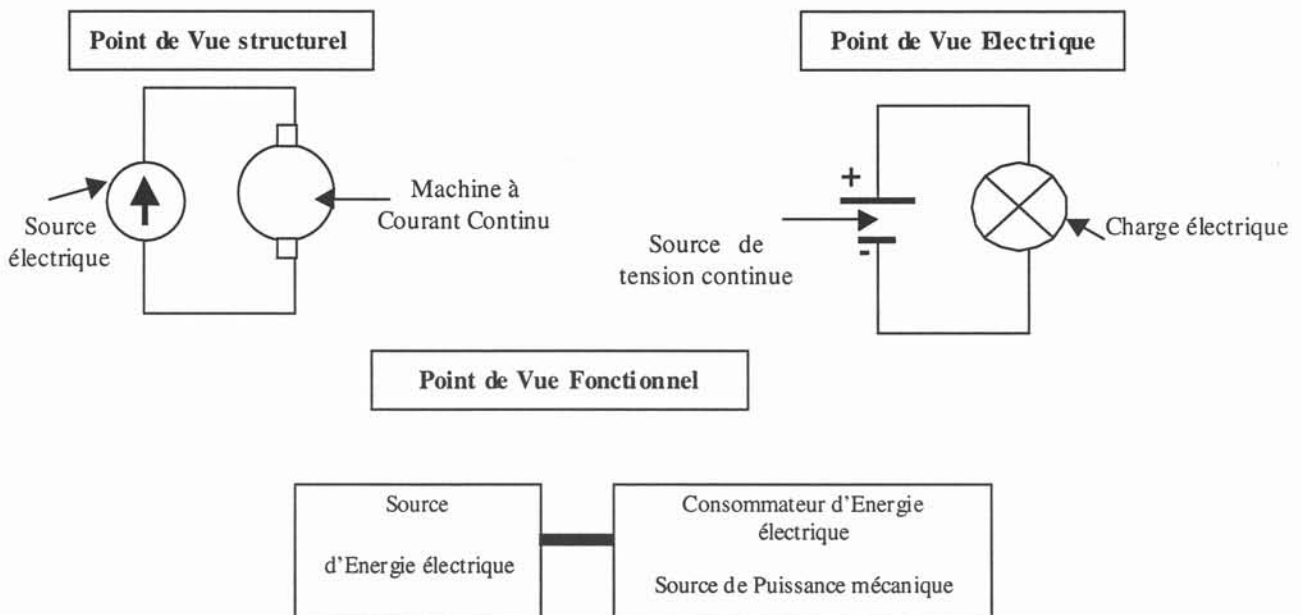 Point de Vue structurel
Point de Vue Electrique
Source
électrique
Machine à
Courant Continu
+
-
Source de
tension continue
Charge électrique
Point de Vue Fonctionnel
Source
d'Energie électrique
Consommateur d'Energie
électrique
Source de Puissance mécanique